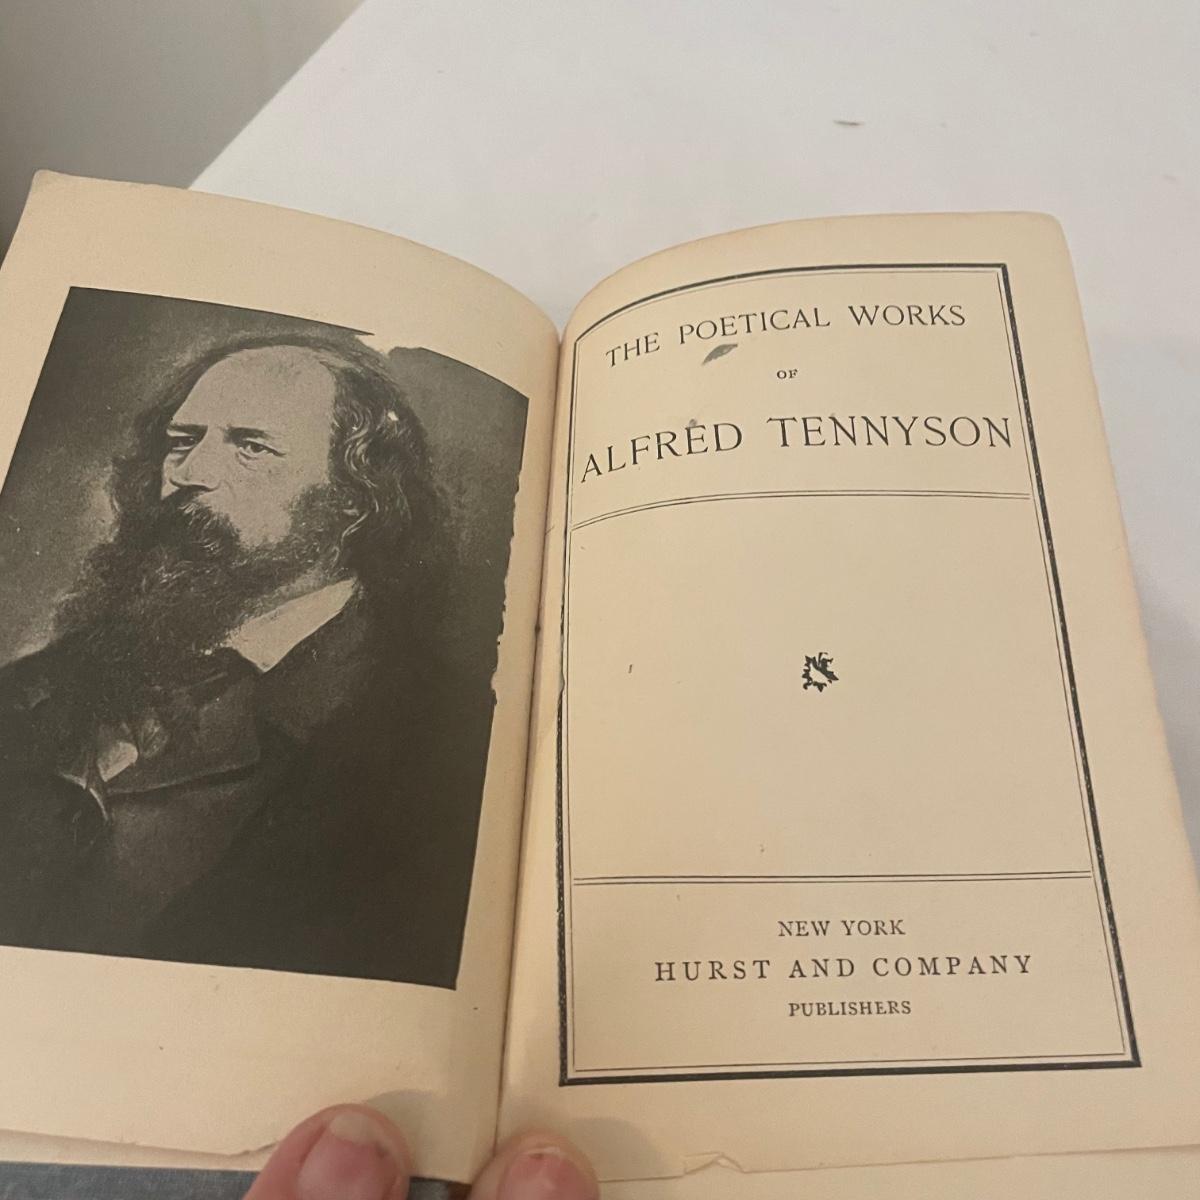 THE POETICAL WORKS
OF
ALFRED TENNYSON
NEW YORK
HURST AND COMPANY
PUBLISHERS